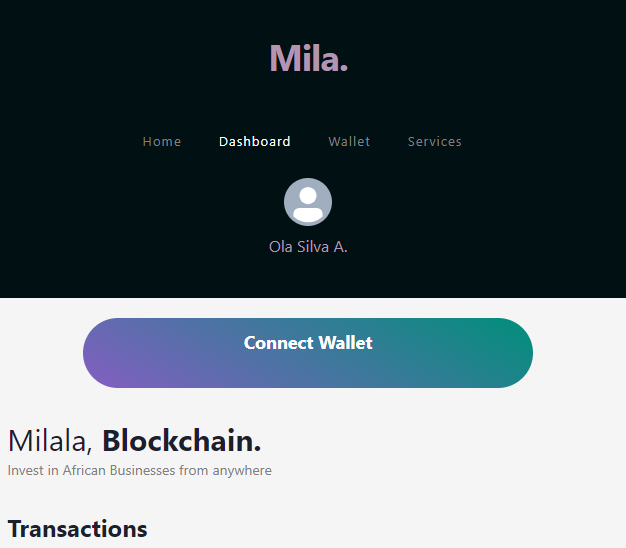 Mila.
Home Dashboard Wallet Services
Ola Silva A.
Connect Wallet
Milala, Blockchain.
Invest in African Businesses from anywhere
Transactions